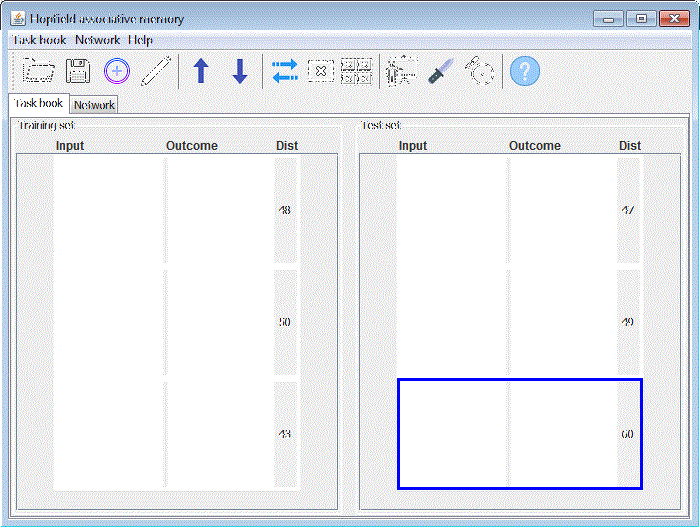 Hopfield associative memory
Task book Network Help
?
Task book Network
Training set Test set
Input Outcome Dist Input Outcome Dist
48 47
50 49
43 60